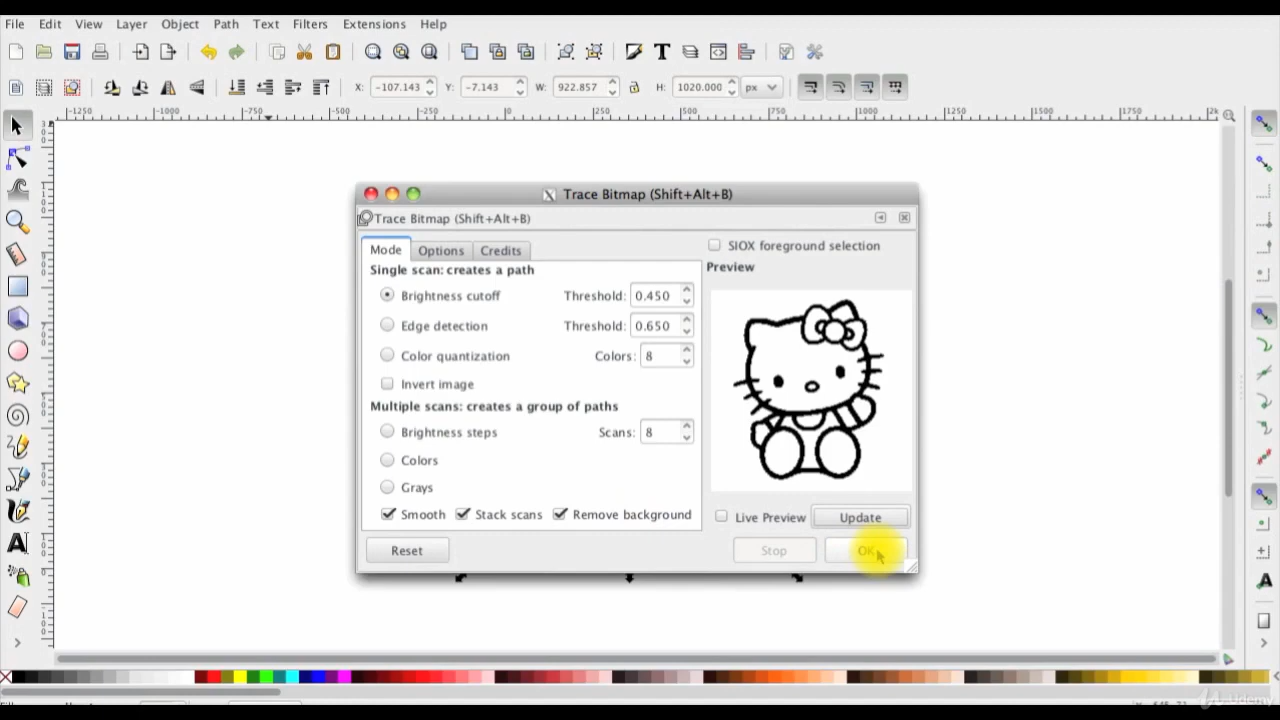 File Edit View Layer Object Path Text Filters Extensions Help
X: -107.143 Y: -7.143 W: 922.857 H: 1020.000 px
-1250 -1000 -750 -500 -250 0 250 500 750 1000 1250 1500 1750
Trace Bitmap (Shift+Alt+B)
Trace Bitmap (Shift+Alt+B)
Mode Options Credits
SIOX foreground selection
Single scan: creates a path
Preview
Brightness cutoff Threshold: 0.450
Edge detection Threshold: 0.650
Color quantization Colors: 8
Invert image
Multiple scans: creates a group of paths
Brightness steps Scans: 8
Colors
Grays
Smooth Stack scans Remove background
Live Preview Update
Reset Stop OK
Udemy